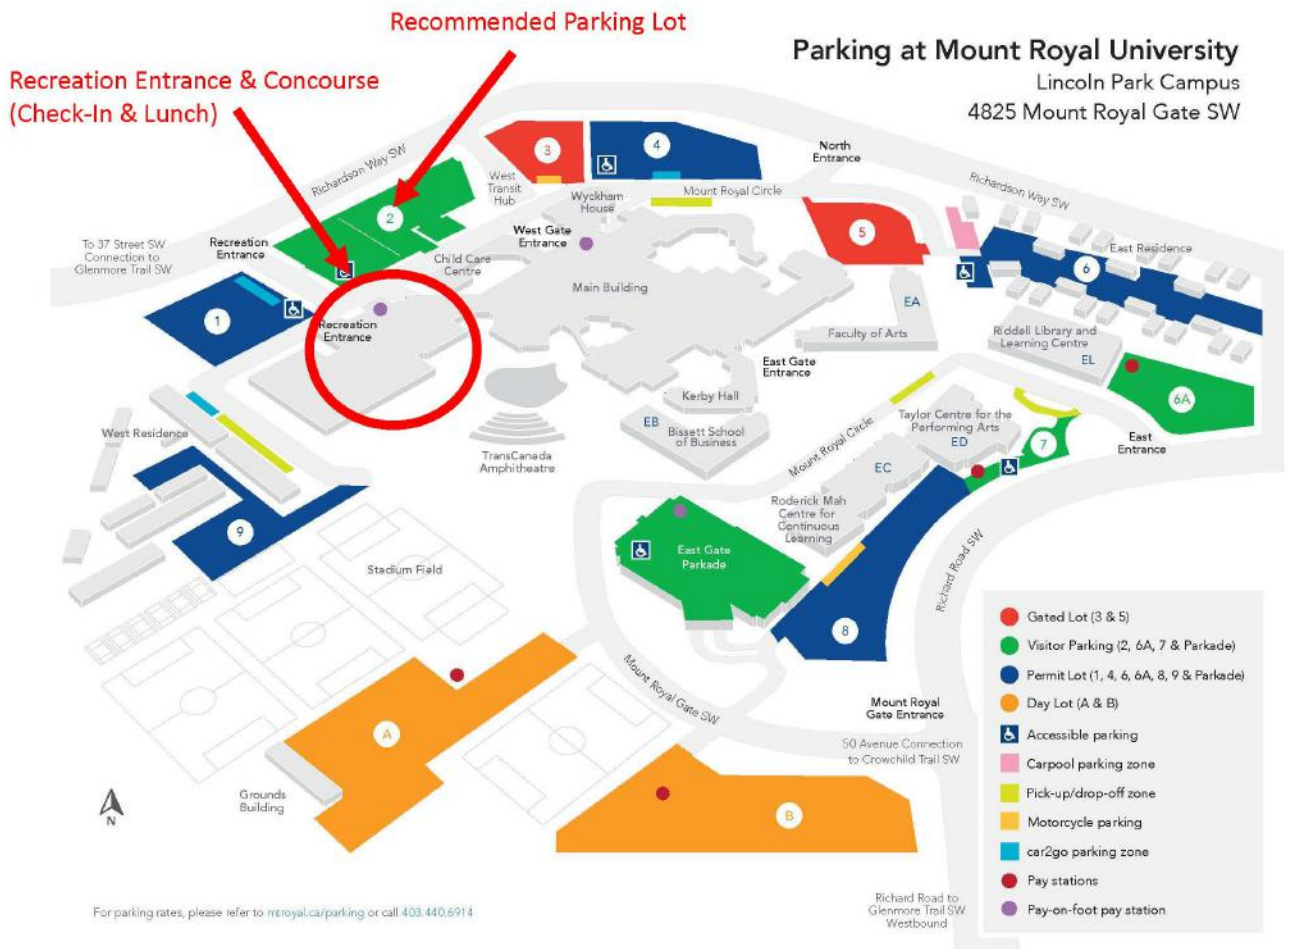 Recommended Parking Lot
Recreation Entrance & Concourse
(Check-In & Lunch)
Parking at Mount Royal University
Lincoln Park Campus
4825 Mount Royal Gate SW
3
4
North
Entrance
Richardson Way SW
West
Transit
Hub
Wyckham
House
Mount Royal Circle
Richardson Way SW
2
West Gate
Entrance
5
To 37 Street SW
Connection to
Glenmore Trail SW
Recreation
Entrance
Child Care
Centre
East Residence
6
Main Building
1
Recreation
Entrance
EA
Faculty of Arts
Riddell Library and
Learning Centre
EL
East Gate
Entrance
Kerby Hall
6A
EB
Bissett School
of Business
Taylor Centre for the
Performing Arts
ED
7
East
Entrance
West Residence
Mount Royal Circle
TransCanada
Amphitheatre
EC
Roderick Mah
Centre for
Continuous
Learning
9
Stadium Field
East Gate
Parkade
Richard Road SW
8
Gated Lot (3 & 5)
Visitor Parking (2, 6A, 7 & Parkade)
Permit Lot (1, 4, 6, 6A, 8, 9 & Parkade)
Day Lot (A & B)
Accessible parking
Carpool parking zone
Pick-up/drop-off zone
Motorcycle parking
car2go parking zone
Pay stations
Pay-on-foot pay station
Mount Royal Gate SW
Mount Royal
Gate Entrance
A
50 Avenue Connection
to Crowchild Trail SW
Grounds
Building
N
B
Richard Road to
Glenmore Trail SW
Westbound
For parking rates, please refer to mtroyal.ca/parking or call 403.440.6914